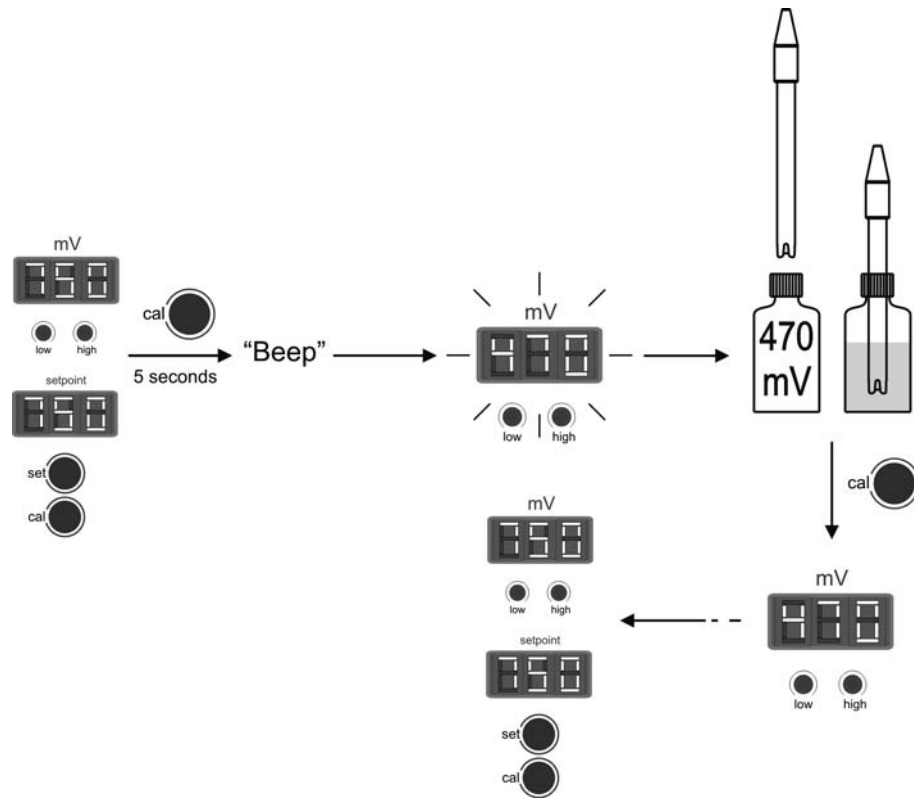 mV
low
high
setpoint
set
cal
cal
5 seconds
"Beep"
mV
low
high
470
mV
cal
mV
low
high
mV
low
high
setpoint
set
cal